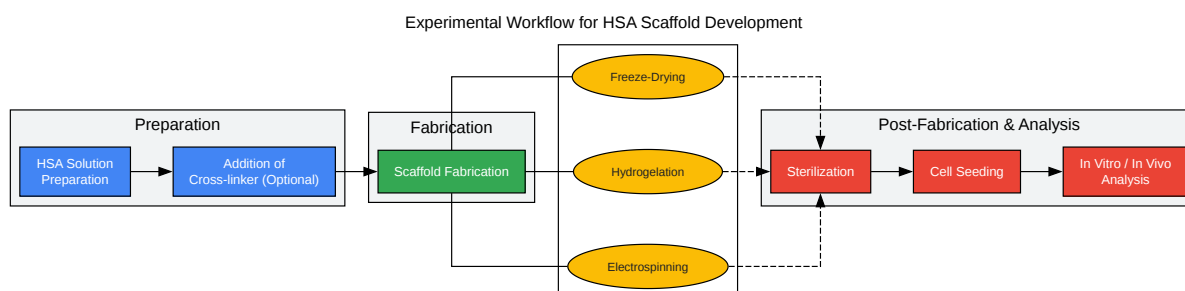 Experimental Workflow for HSA Scaffold Development
Preparation
HSA Solution
Preparation
Addition of
Cross-linker (Optional)
Fabrication
Scaffold Fabrication
Freeze-Drying
Hydrogelation
Electrospinning
Post-Fabrication & Analysis
Sterilization
Cell Seeding
In Vitro / In Vivo
Analysis